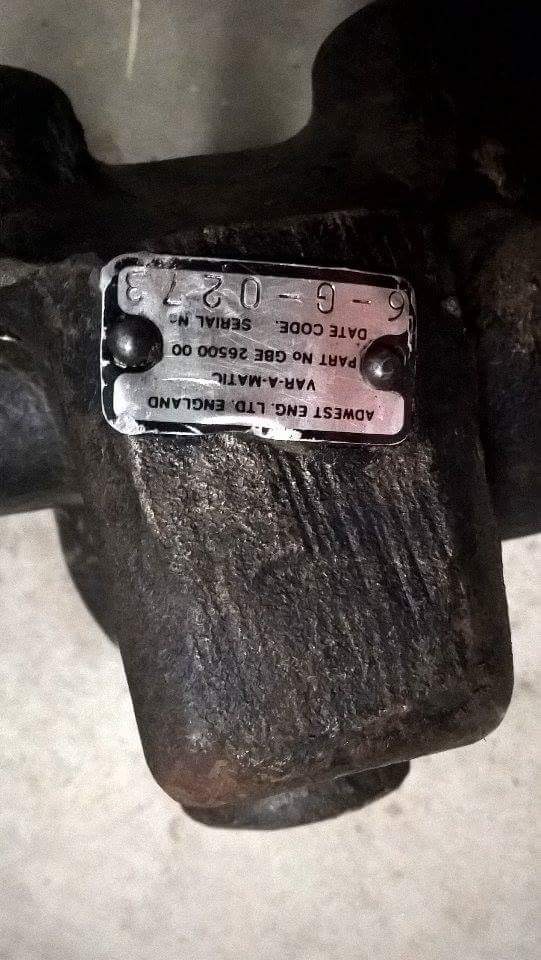 ADWEST ENG. LTD. ENGLAND
VAR-A-MATIC
PART No GBE 26500 00
DATE CODE. SERIAL No
6-G-0273